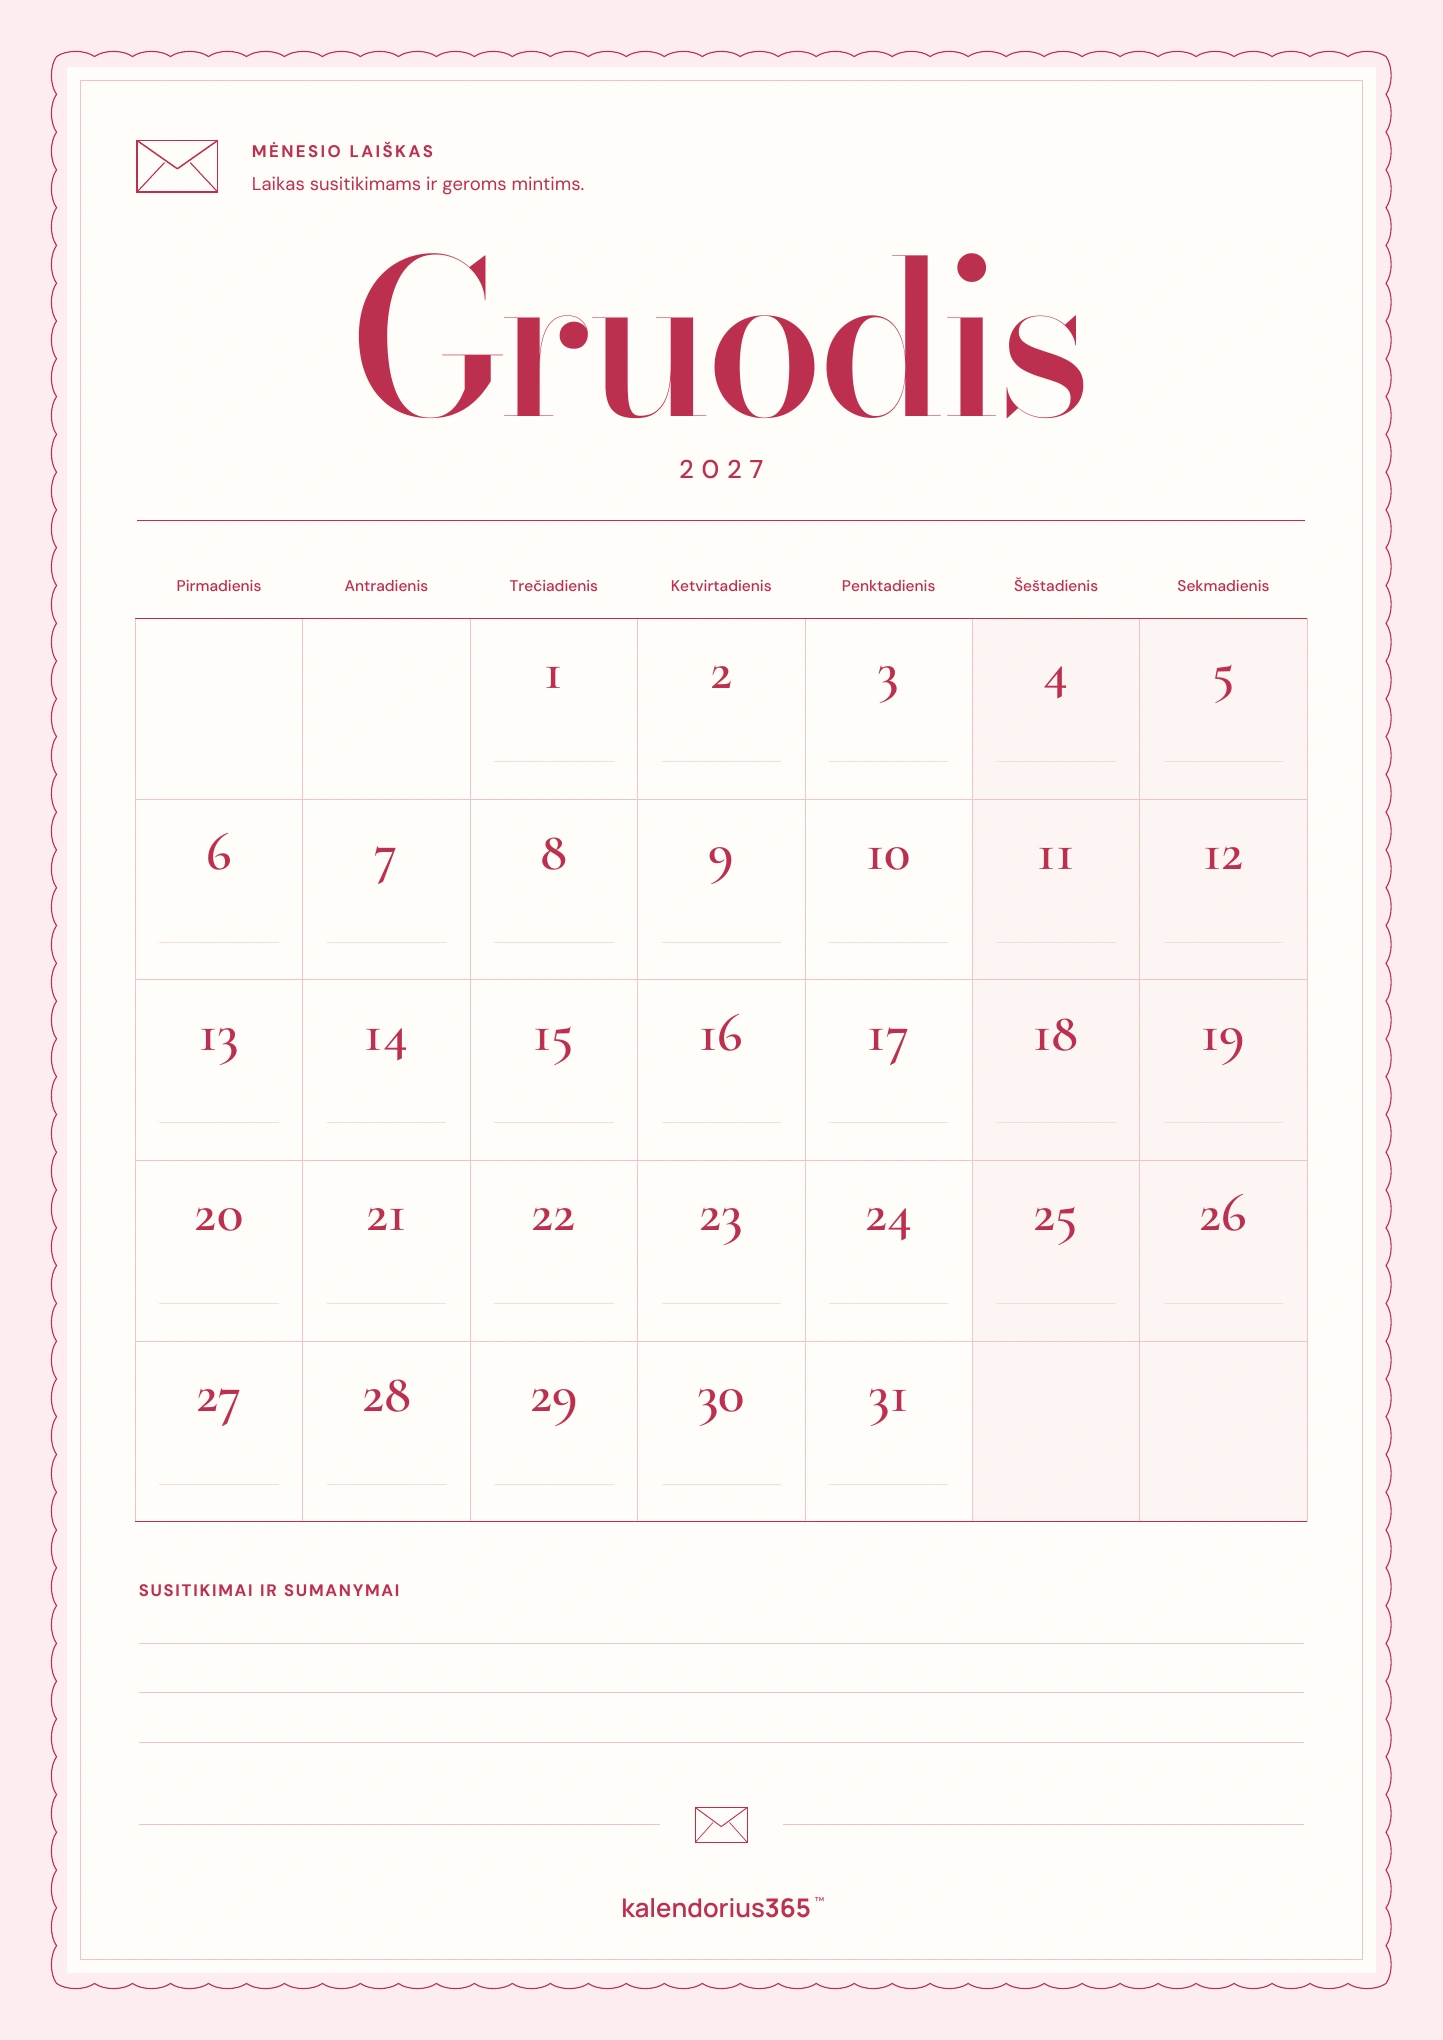 MĖNESIO LAIŠKAS
Laikas susitikimams ir geroms mintims.
Gruodis
2027
Pirmadienis Antradienis Trečiadienis Ketvirtadienis Penktadienis Šeštadienis Sekmadienis
1 2 3 4 5
6 7 8 9 10 11 12
13 14 15 16 17 18 19
20 21 22 23 24 25 26
27 28 29 30 31
SUSITIKIMAI IR SUMANYMAI
kalendorius365™